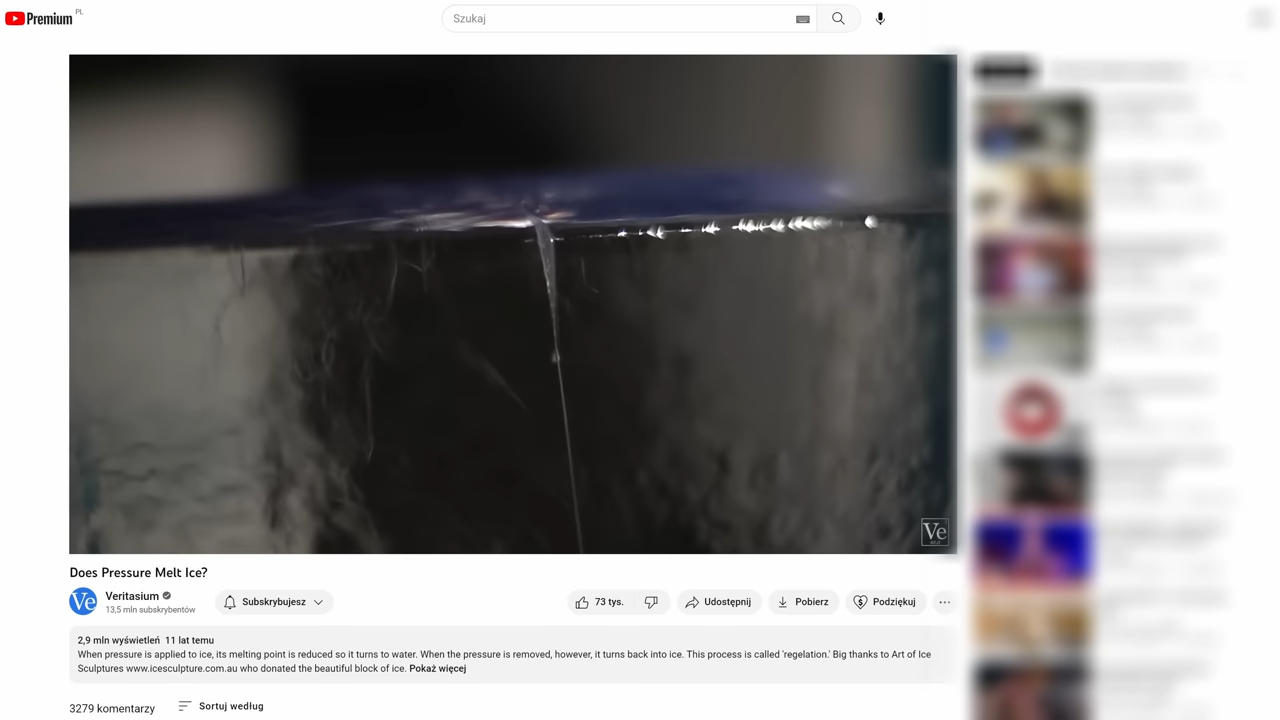 Premium PL
Szukaj
Ve
Does Pressure Melt Ice?
Ve
Veritasium
13,5 mln subskrybentów
Subskrybujesz
73 tys.
Udostępnij
Pobierz
Podziękuj
2,9 mln wyświetleń 11 lat temu
When pressure is applied to ice, its melting point is reduced so it turns to water. When the pressure is removed, however, it turns back into ice. This process is called 'regelation.' Big thanks to Art of Ice
Sculptures www.icesculpture.com.au who donated the beautiful block of ice. Pokaż więcej
3279 komentarzy
Sortuj według